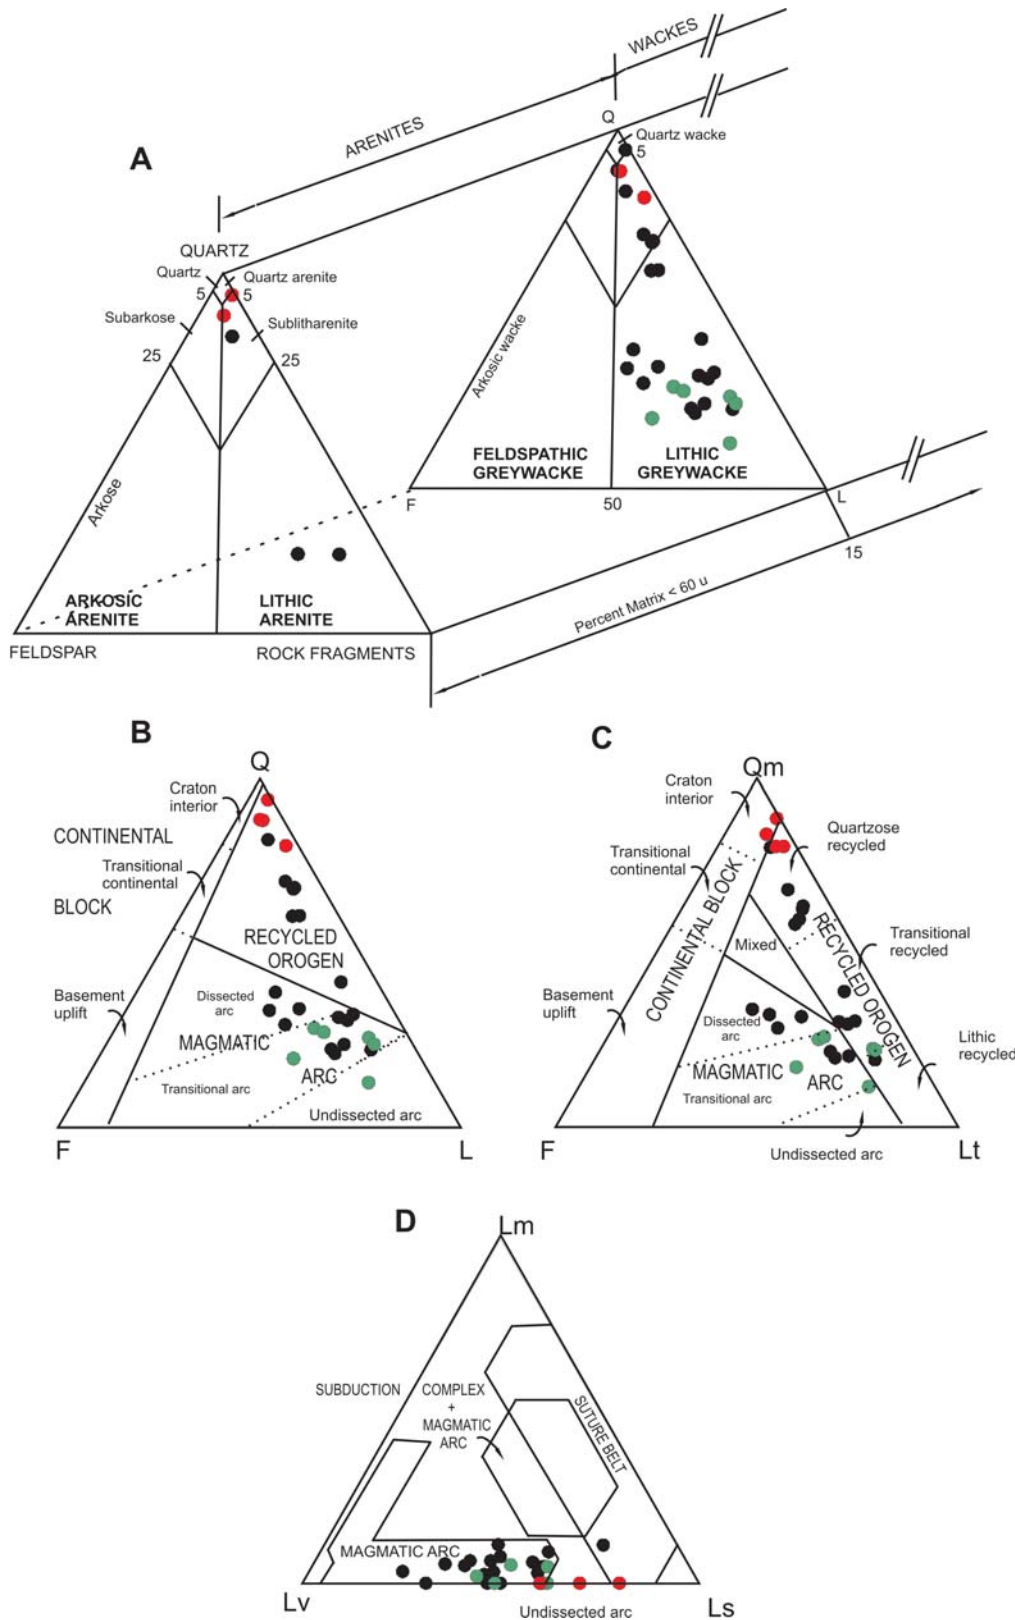 WACKES
ARENITES
A
Q
Quartz wacke
5
QUARTZ
Quartz
Quartz arenite
5
5
Subarkose
Sublitharenite
25
25
Arkosic wacke
FELDSPATHIC
GREYWACKE
LITHIC
GREYWACKE
Arkose
F
50
L
15
ARKOSIC
ARENITE
LITHIC
ARENITE
Percent Matrix < 60 u
FELDSPAR
ROCK FRAGMENTS
B
Q
Craton
interior
CONTINENTAL
Transitional
continental
BLOCK
RECYCLED
OROGEN
Basement
uplift
Dissected
arc
MAGMATIC
ARC
Transitional arc
Undissected arc
F
L
C
Qm
Craton
interior
Quartzose
recycled
Transitional
continental
CONTINENTAL BLOCK
Mixed
RECYCLED OROGEN
Transitional
recycled
Basement
uplift
Dissected
arc
Lithic
recycled
MAGMATIC
ARC
Transitional arc
F
Lt
Undissected arc
D
Lm
SUBDUCTION
COMPLEX
+
MAGMATIC
ARC
SUTURE BELT
MAGMATIC ARC
Lv
Ls
Undissected arc